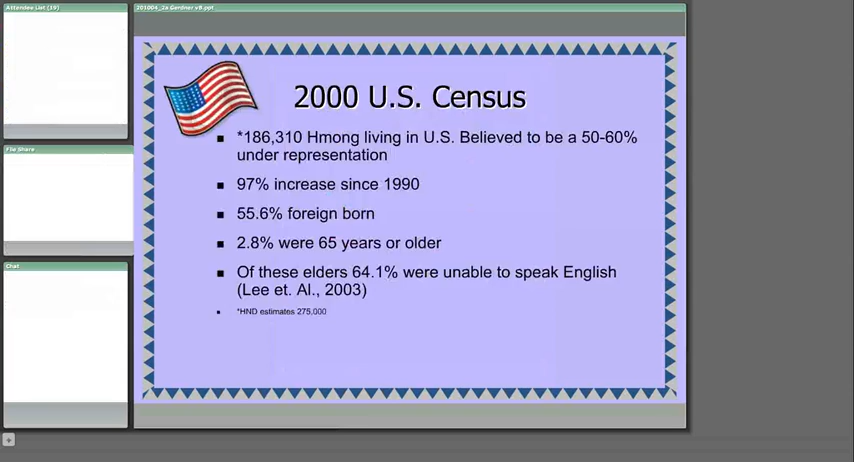 Attendee List (19)
201004_2a Gerdner v8.ppt
File Share
Chat
2000 U.S. Census
*186,310 Hmong living in U.S. Believed to be a 50-60%
under representation
97% increase since 1990
55.6% foreign born
2.8% were 65 years or older
Of these elders 64.1% were unable to speak English
(Lee et. Al., 2003)
*HND estimates 275,000